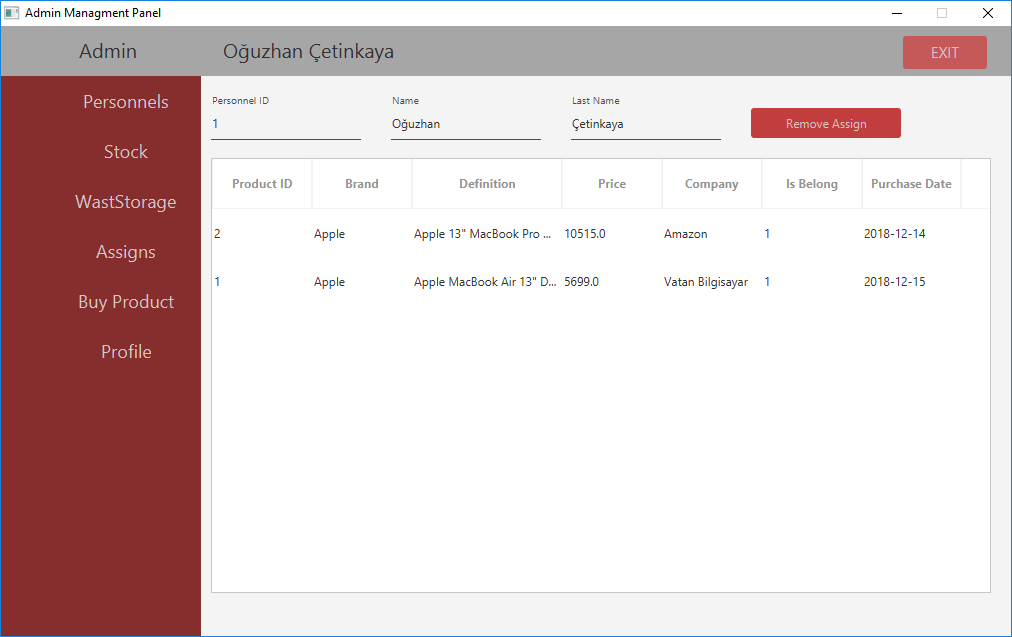 Admin Managment Panel
Admin Oğuzhan Çetinkaya EXIT
Personnels
Stock
WastStorage
Assigns
Buy Product
Profile
Personnel ID Name Last Name
1 Oğuzhan Çetinkaya Remove Assign
Product ID Brand Definition Price Company Is Belong Purchase Date
2 Apple Apple 13" MacBook Pro ... 10515.0 Amazon 1 2018-12-14
1 Apple Apple MacBook Air 13" D... 5699.0 Vatan Bilgisayar 1 2018-12-15